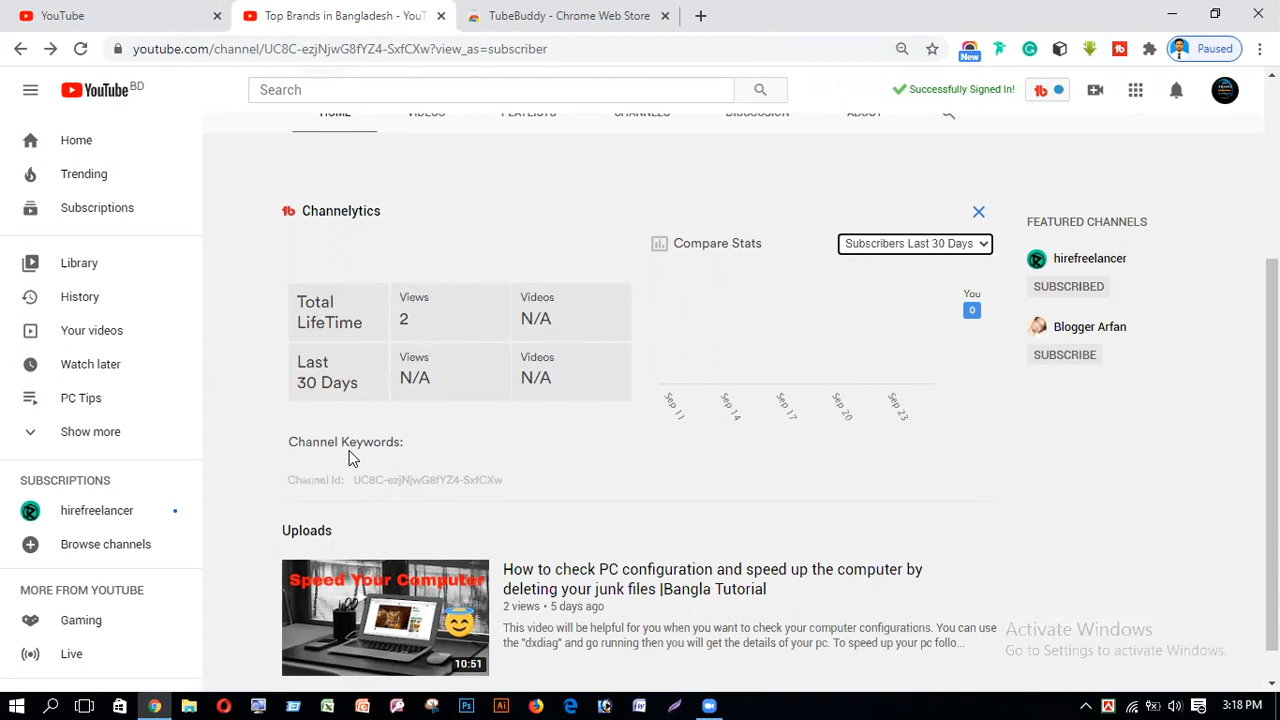 YouTube
Top Brands in Bangladesh - YouT
TubeBuddy - Chrome Web Store
youtube.com/channel/UC8C-ezjNjwG8fYZ4-SxfCXw?view_as=subscriber
New
Paused
YouTube BD
Search
Successfully Signed In!
HOME VIDEOS PLAYLISTS CHANNELS DISCUSSION ABOUT
Home
Trending
Subscriptions
Library
History
Your videos
Watch later
PC Tips
Show more
SUBSCRIPTIONS
hirefreelancer
Browse channels
MORE FROM YOUTUBE
Gaming
Live
tb Channelytics
Compare Stats
Subscribers Last 30 Days
Total LifeTime
Views
2
Videos
N/A
Last 30 Days
Views
N/A
Videos
N/A
You
0
Sep 11 Sep 14 Sep 17 Sep 20 Sep 23
Channel Keywords:
Channel Id: UC8C-ezjNjwG8fYZ4-SxfCXw
FEATURED CHANNELS
hirefreelancer
SUBSCRIBED
Blogger Arfan
SUBSCRIBE
Uploads
Speed Your Computer
10:51
How to check PC configuration and speed up the computer by
deleting your junk files |Bangla Tutorial
2 views • 5 days ago
This video will be helpful for you when you want to check your computer configurations. You can use
the "dxdiag" and go running then you will get the details of your pc. To speed up your pc follo...
Activate Windows
Go to Settings to activate Windows.
3:18 PM